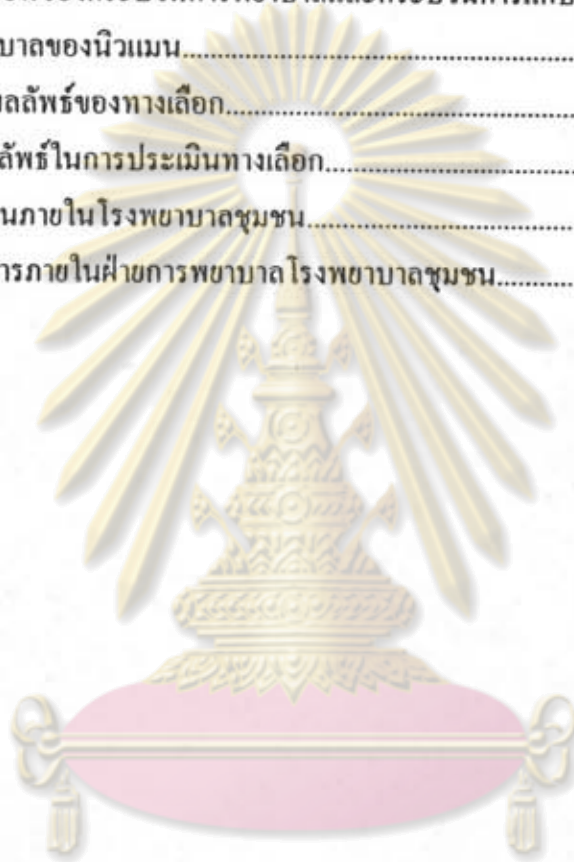 บาลของนิวแมน
ผลลัพธ์ของทางเลือก
ลัพธ์ในการประเมินทางเลือก
นภายในโรงพยาบาลชุมชน
ารภายในฝ่ายการพยาบาล โรงพยาบาลชุมชน